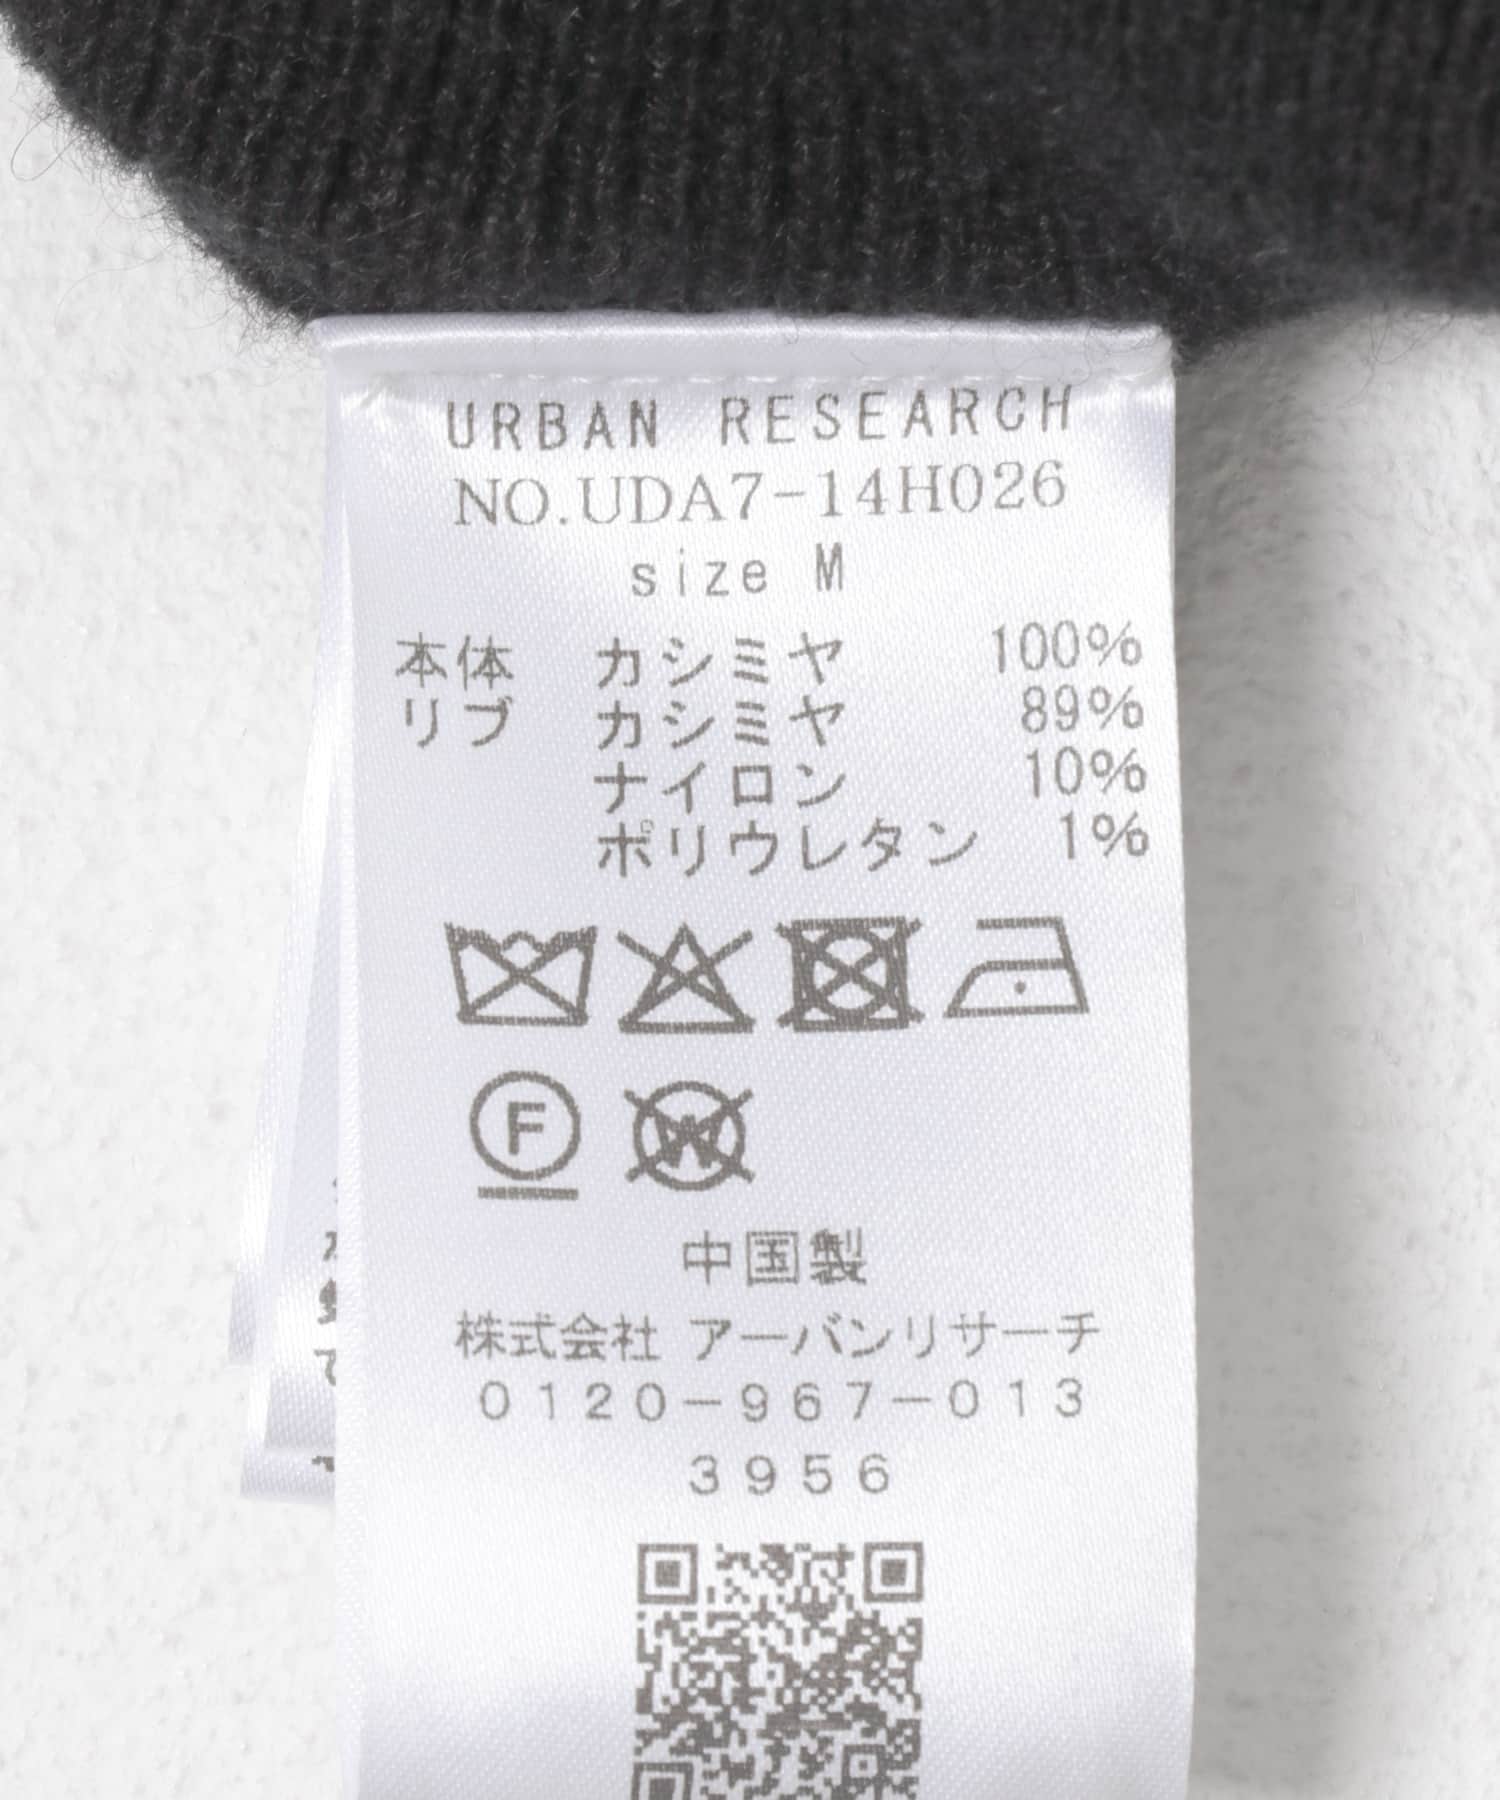 URBAN RESEARCH
NO.UDA7-14H026
size M
本体 カシミヤ 100%
リブ カシミヤ 89%
ナイロン 10%
ポリウレタン 1%
F
W
中国製
株式会社 アーバンリサーチ
0120-967-013
3956